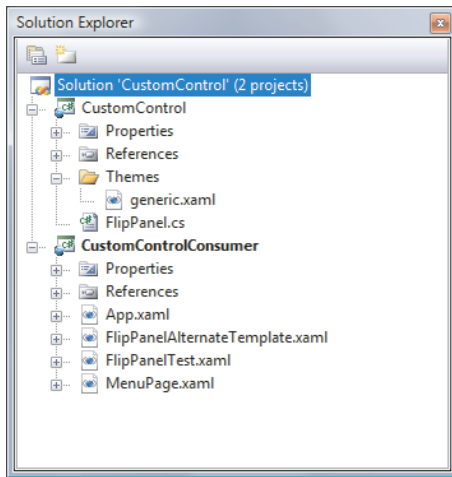 Solution Explorer
Solution 'CustomControl' (2 projects)
CustomControl
Properties
References
Themes
generic.xaml
FlipPanel.cs
CustomControlConsumer
Properties
References
App.xaml
FlipPanelAlternateTemplate.xaml
FlipPanelTest.xaml
MenuPage.xaml